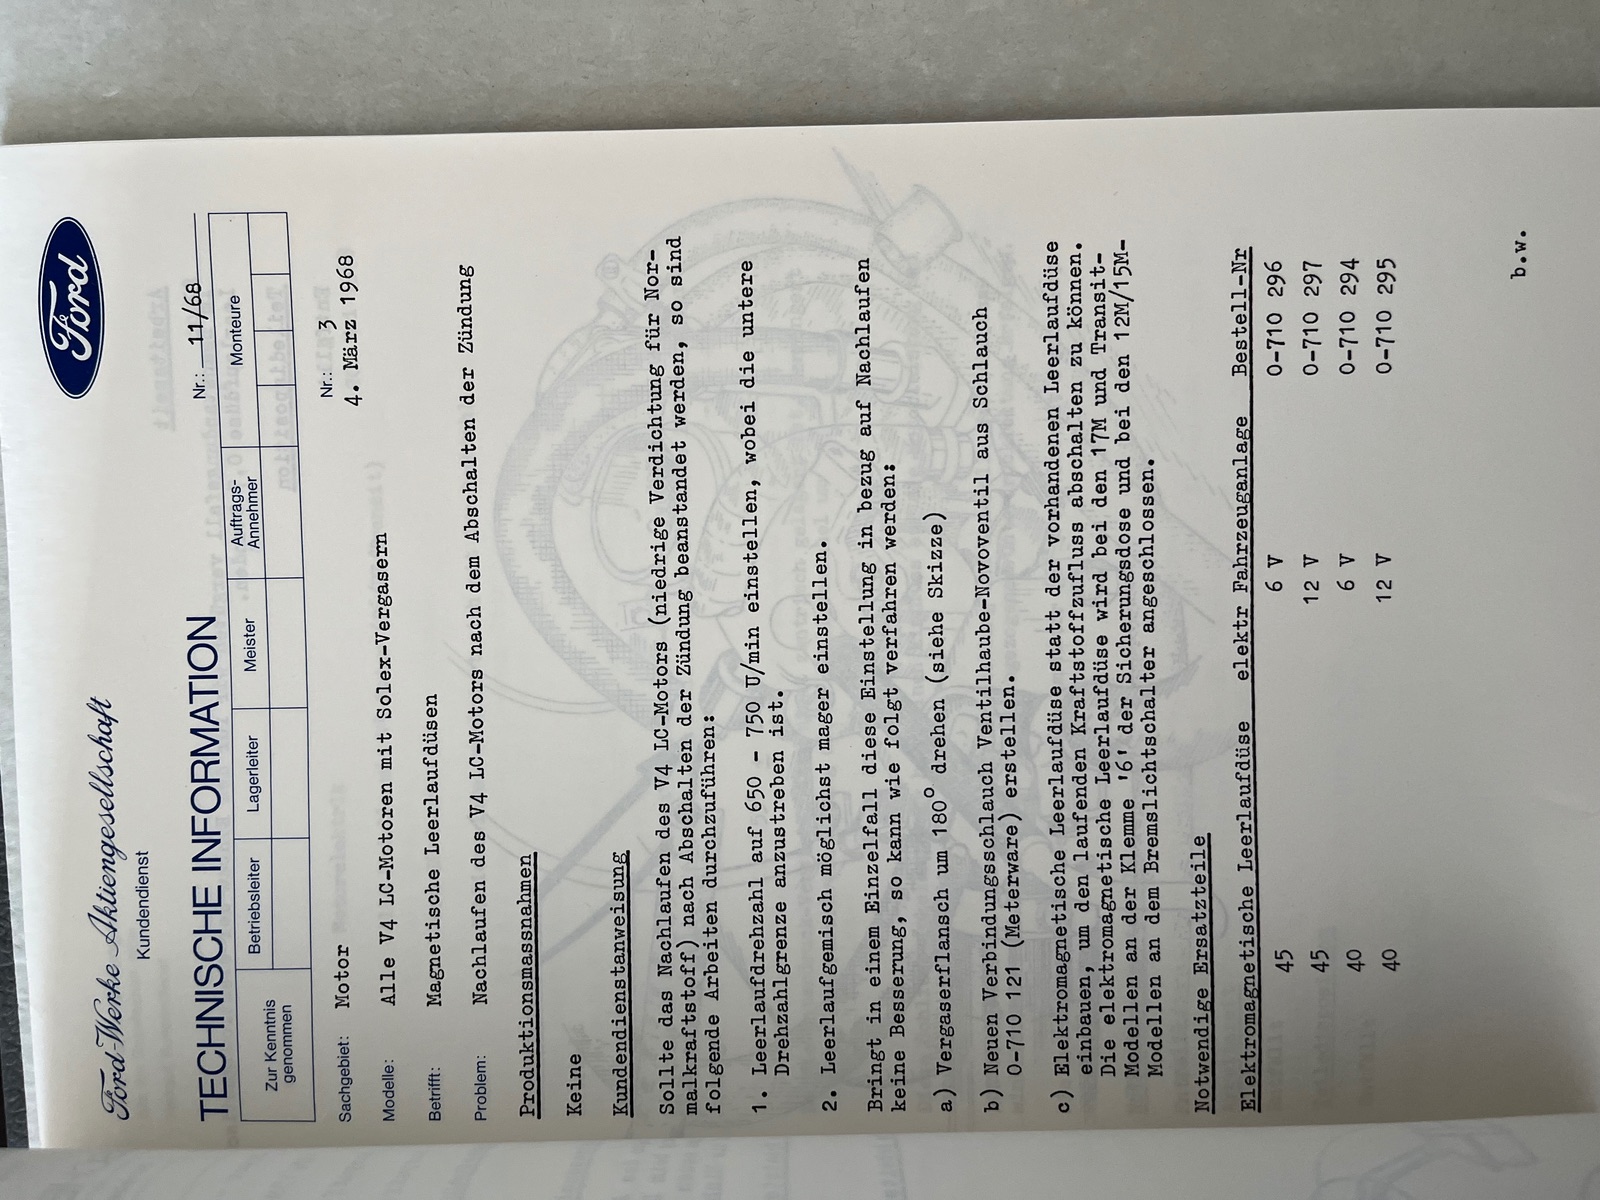 Ford-Werke Aktiengesellschaft
Kundendienst
Ford
TECHNISCHE INFORMATION
Nr.: 11/68
Zur Kenntnis genommen
Betriebsleiter
Lagerleiter
Meister
Auftrags-Annehmer
Monteure
Sachgebiet: Motor
Nr.: 3
4. März 1968
Modelle: Alle V4 LC-Motoren mit Solex-Vergasern
Betrifft: Magnetische Leerlaufdüsen
Problem: Nachlaufen des V4 LC-Motors nach dem Abschalten der Zündung
Produktionsmassnahmen
Keine
Kundendienstanweisung
Sollte das Nachlaufen des V4 LC-Motors (niedrige Verdichtung für Nor-
malkraftstoff) nach Abschalten der Zündung beanstandet werden, so sind
folgende Arbeiten durchzuführen:
1. Leerlaufdrehzahl auf 650 - 750 U/min einstellen, wobei die untere
Drehzahlgrenze anzustreben ist.
2. Leerlaufgemisch möglichst mager einstellen.
Bringt in einem Einzelfall diese Einstellung in bezug auf Nachlaufen
keine Besserung, so kann wie folgt verfahren werden:
a) Vergaserflansch um 180° drehen (siehe Skizze)
b) Neuen Verbindungsschlauch Ventilhaube-Novoventil aus Schlauch
0-710 121 (Meterware) erstellen.
c) Elektromagnetische Leerlaufdüse statt der vorhandenen Leerlaufdüse
einbauen, um den laufenden Kraftstoffzufluss abschalten zu können.
Die elektromagnetische Leerlaufdüse wird bei den 17M und Transit-
Modellen an der Klemme '6' der Sicherungsdose und bei den 12M/15M-
Modellen an dem Bremslichtschalter angeschlossen.
Notwendige Ersatzteile
Elektromagnetische Leerlaufdüse elektr Fahrzeuganlage Bestell-Nr
45 6 V 0-710 296
45 12 V 0-710 297
40 6 V 0-710 294
40 12 V 0-710 295
b.w.